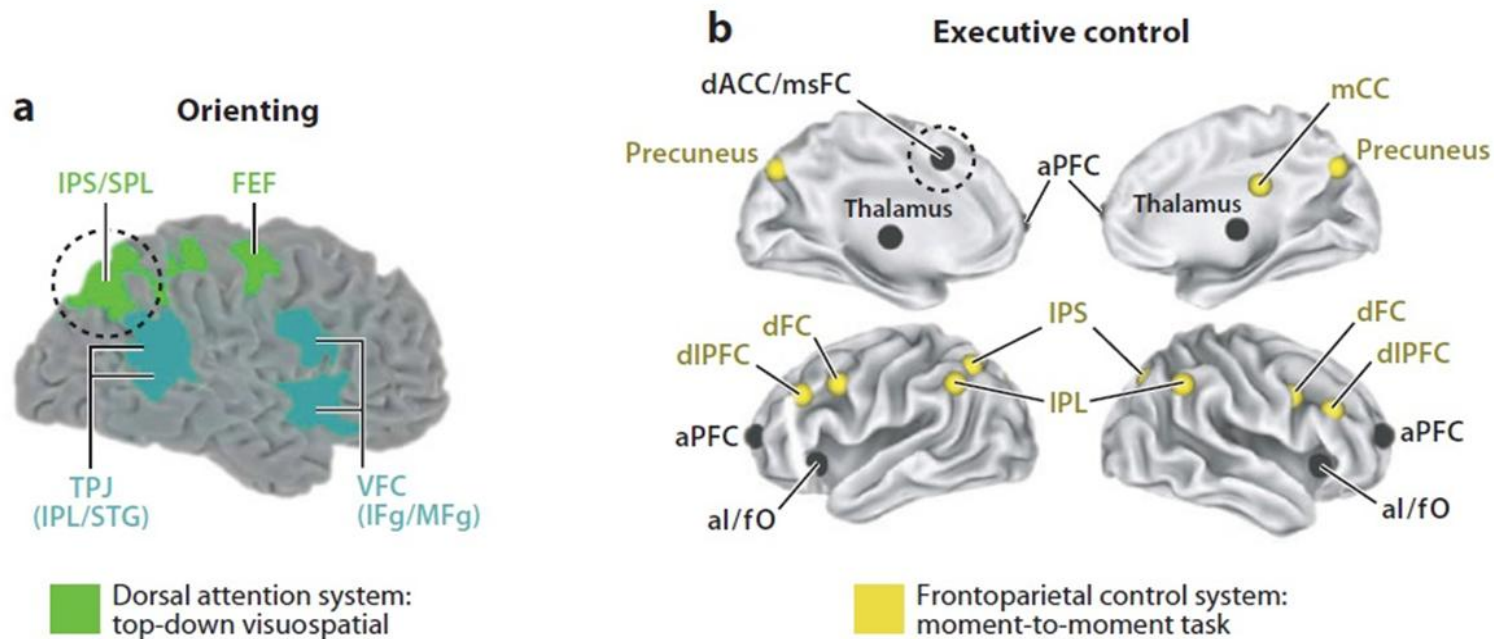 a
Orienting
IPS/SPL
FEF
TPJ
(IPL/STG)
VFC
(IFg/MFg)
Dorsal attention system:
top-down visuospatial
b
Executive control
dACC/msFC
mCC
Precuneus
aPFC
Precuneus
Thalamus
Thalamus
IPS
dFC
dFC
dlPFC
dlPFC
IPL
aPFC
aPFC
aI/fO
aI/fO
Frontoparietal control system:
moment-to-moment task